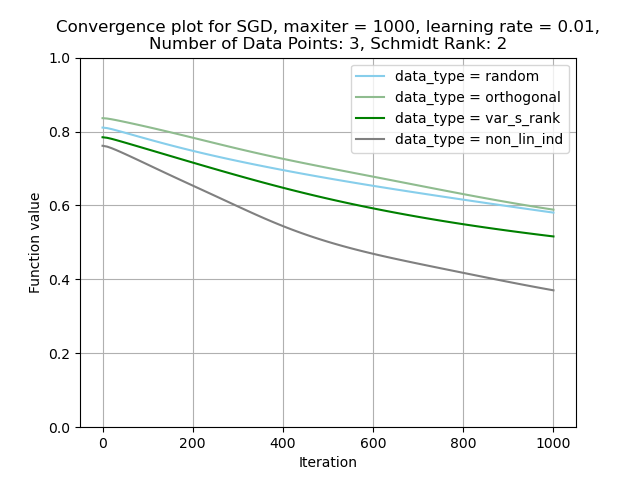 Convergence plot for SGD, maxiter = 1000, learning rate = 0.01,
Number of Data Points: 3, Schmidt Rank: 2
1.0
0.8
0.6
0.4
0.2
0.0
Function value
data_type = random
data_type = orthogonal
data_type = var_s_rank
data_type = non_lin_ind
0
200
400
600
800
1000
Iteration